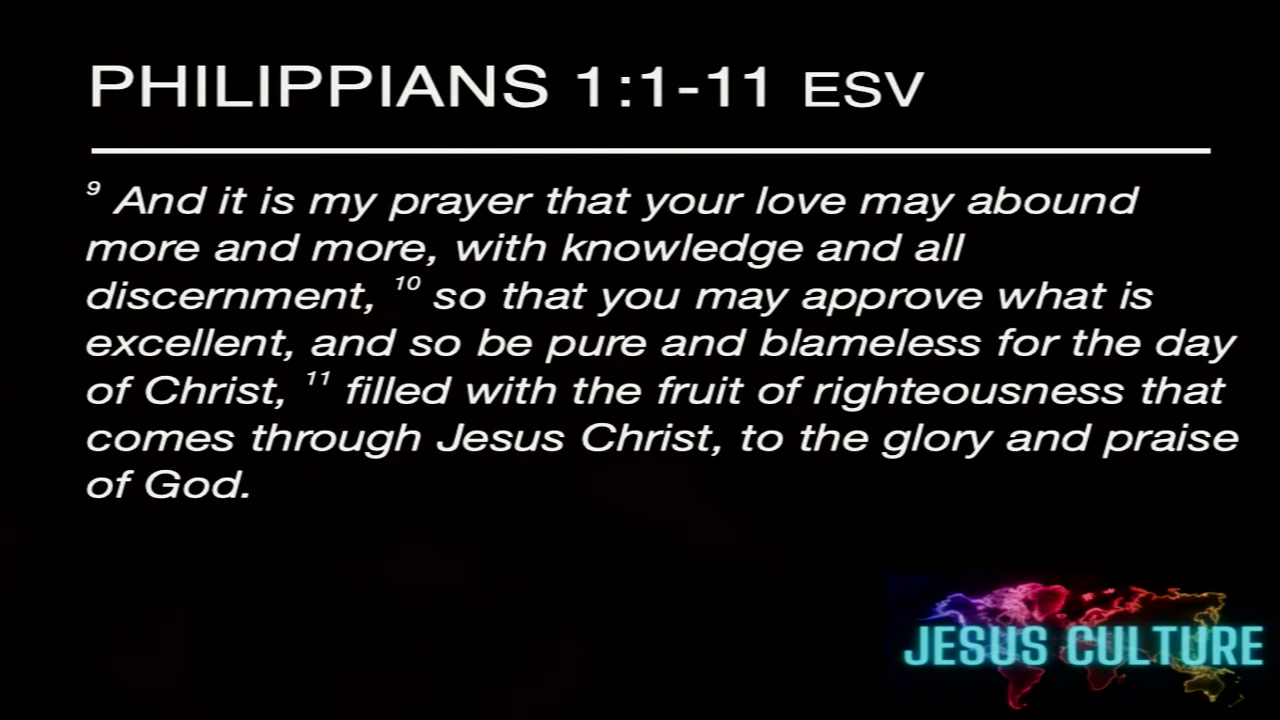 PHILIPPIANS 1:1-11 ESV
9 And it is my prayer that your love may abound
more and more, with knowledge and all
discernment, 10 so that you may approve what is
excellent, and so be pure and blameless for the day
of Christ, 11 filled with the fruit of righteousness that
comes through Jesus Christ, to the glory and praise
of God.
JESUS CULTURE